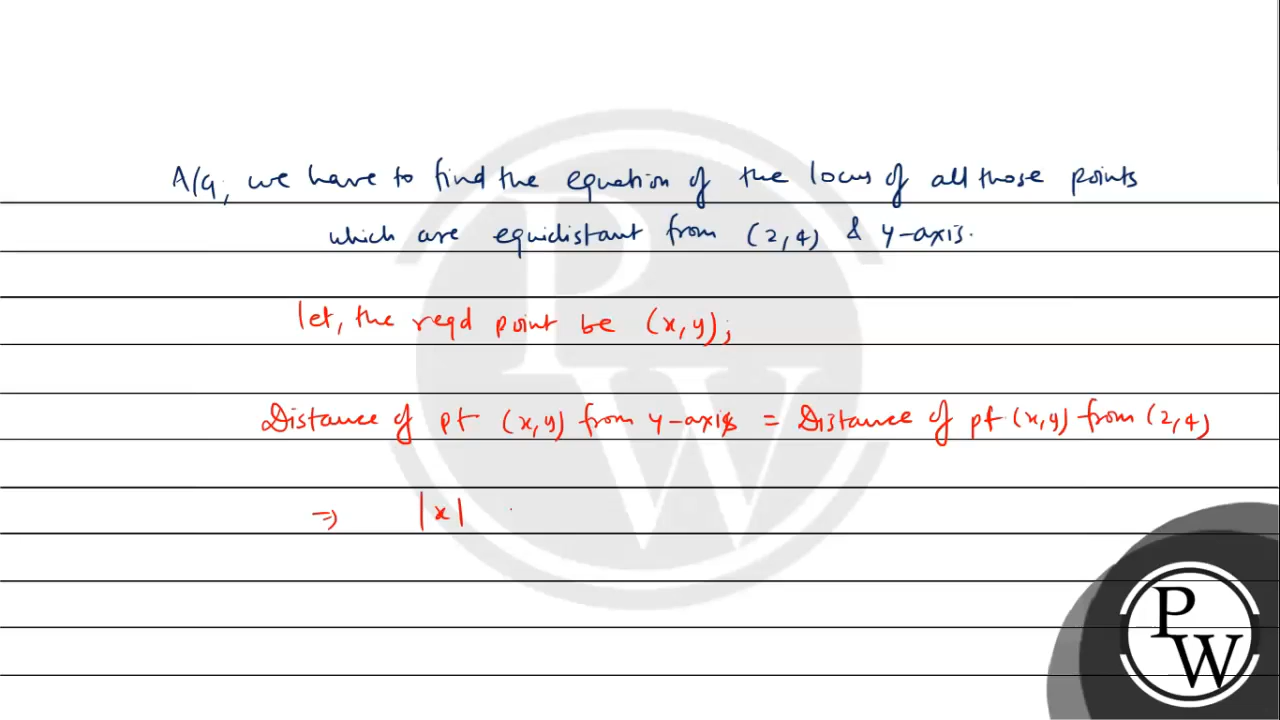 A/q, we have to find the equation of the locus of all those points
which are equidistant from (2,4) & y-axis.
let, the reqd point be (x,y);
Distance of pt (x,y) from y-axis = Distance of pt (x,y) from (2,4)
⇒ |x|
P
W
P
W